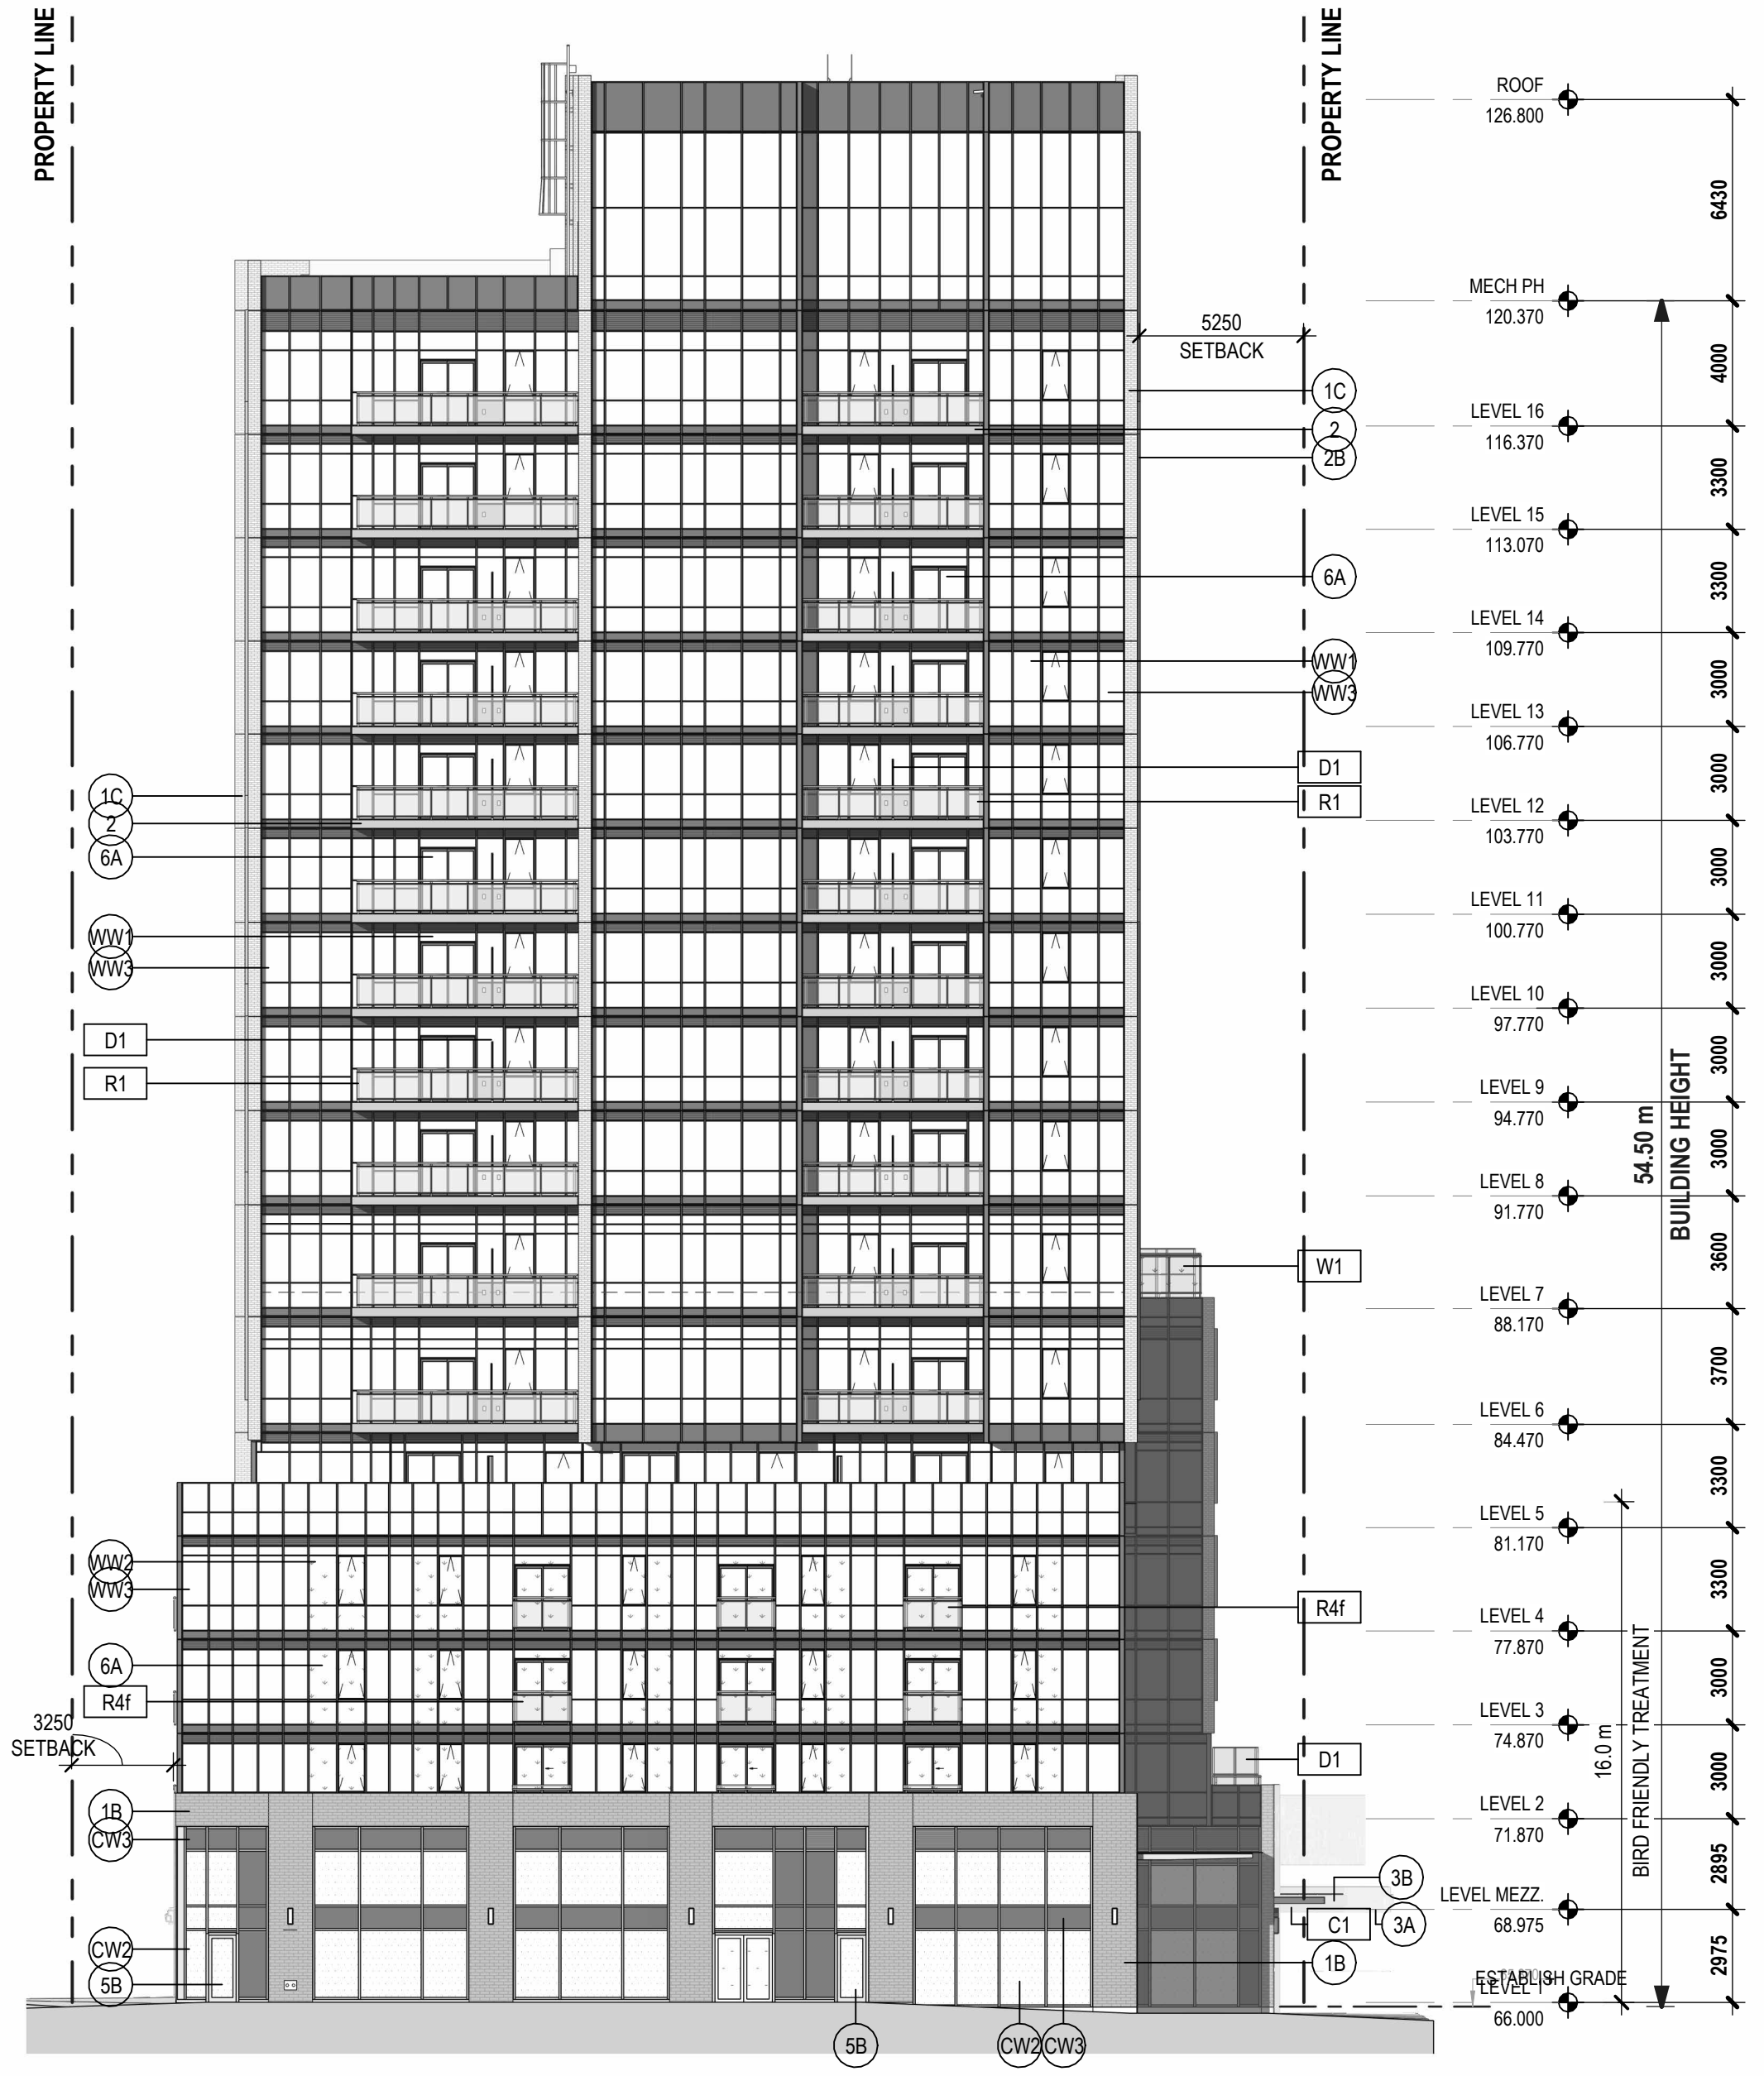 PROPERTY LINE
PROPERTY LINE
ROOF
126.800
6430
MECH PH
120.370
5250
SETBACK
4000
1C
2
2B
LEVEL 16
116.370
3300
LEVEL 15
113.070
6A
3300
LEVEL 14
109.770
WW1
WW3
3000
LEVEL 13
106.770
D1
R1
3000
1C
2
6A
LEVEL 12
103.770
3000
LEVEL 11
100.770
WW1
WW3
3000
LEVEL 10
97.770
D1
R1
3000
LEVEL 9
94.770
54.50 m
BUILDING HEIGHT
3000
LEVEL 8
91.770
3600
W1
LEVEL 7
88.170
3700
LEVEL 6
84.470
3300
LEVEL 5
81.170
WW2
WW3
3300
R4f
LEVEL 4
77.870
6A
R4f
3000
3250
SETBACK
LEVEL 3
74.870
16.0 m
BIRD FRIENDLY TREATMENT
D1
3000
1B
CW3
LEVEL 2
71.870
2895
3B
LEVEL MEZZ.
68.975
C1
3A
CW2
5B
1B
2975
ESTABLISH GRADE
LEVEL 1
66.000
5B
CW2
CW3